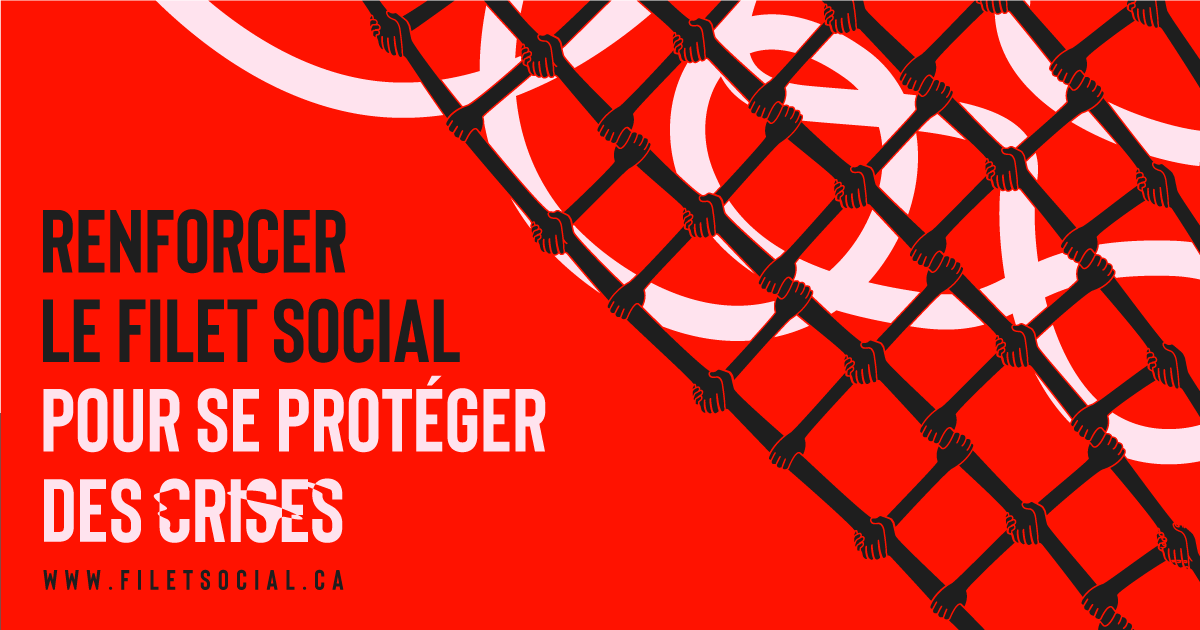 RENFORCER
LE FILET SOCIAL
POUR SE PROTÉGER
DES CRISES
WWW.FILETSOCIAL.CA